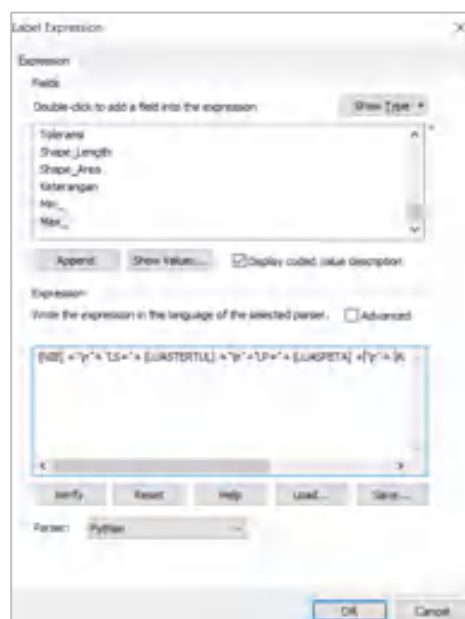 Label Expression
Expression
Fields
Double-click to add a field into the expression
Show Type
Toleransi
Shape_Length
Shape_Area
Keterangan
Min_
Max_
Append
Show Values...
Display coded value description
Expression
Write the expression in the language of the selected parser.
Advanced
[NIB] +"\n"+ "LS="+ [LUASTERTUL] +"\n"+"LP="+ [LUASPETA] +"\n"+
Verify
Reset
Help
Load...
Save...
Parser:
Python
OK
Cancel